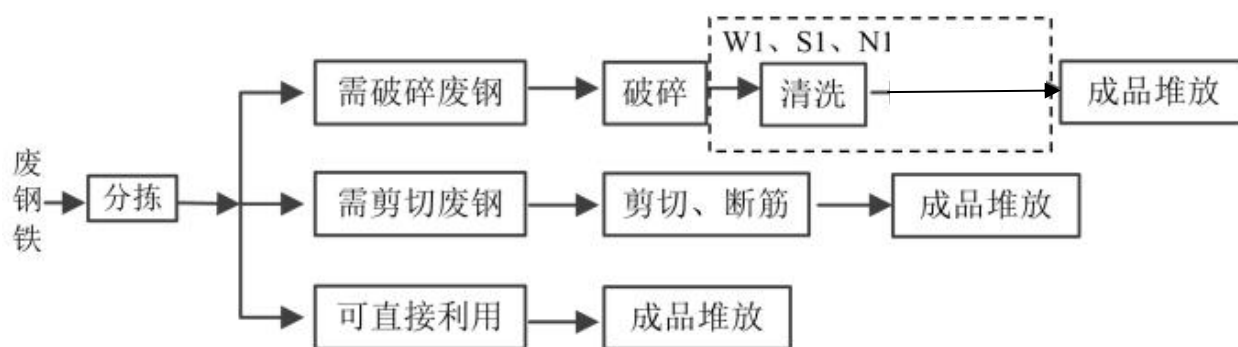 W1、S1、N1
需破碎废钢
破碎
清洗
成品堆放
废钢铁
分拣
需剪切废钢
剪切、断筋
成品堆放
可直接利用
成品堆放